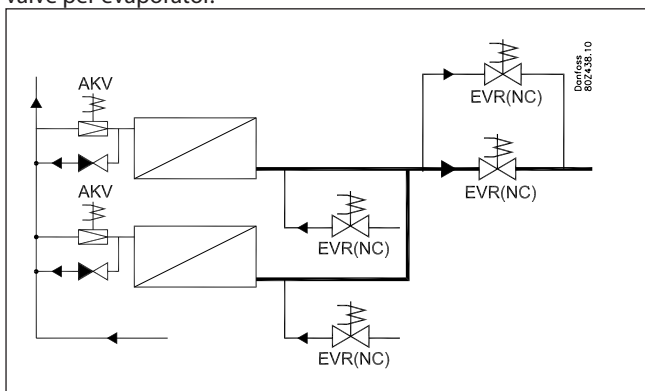 valve per evaporator.
AKV
EVR(NC)
Danfoss
80Z438.10
EVR(NC)
AKV
EVR(NC)
EVR(NC)